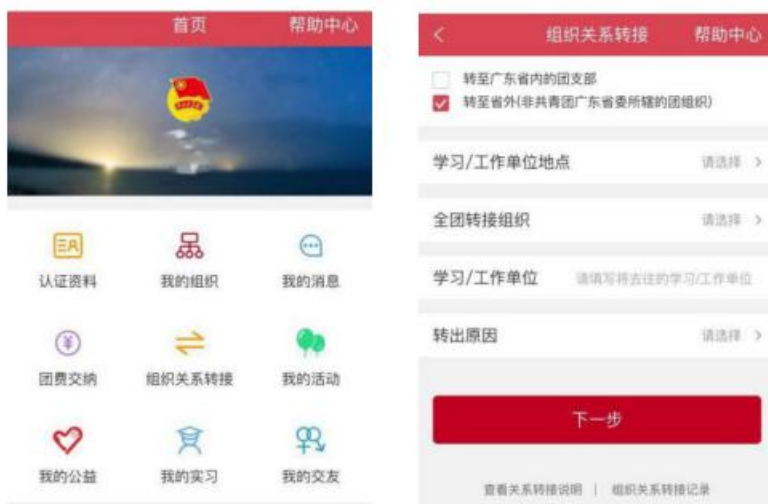 首页 帮助中心
认证资料 我的组织 我的消息
团费交纳 组织关系转接 我的活动
我的公益 我的实习 我的交友
组织关系转接 帮助中心
转至广东省内的团支部
转至省外(非共青团广东省委所辖的团组织)
学习/工作单位地点 请选择
全团转接组织 请选择
学习/工作单位 请填写将去往的学习/工作单位
转出原因 请选择
下一步
查看关系转接说明 | 组织关系转接记录